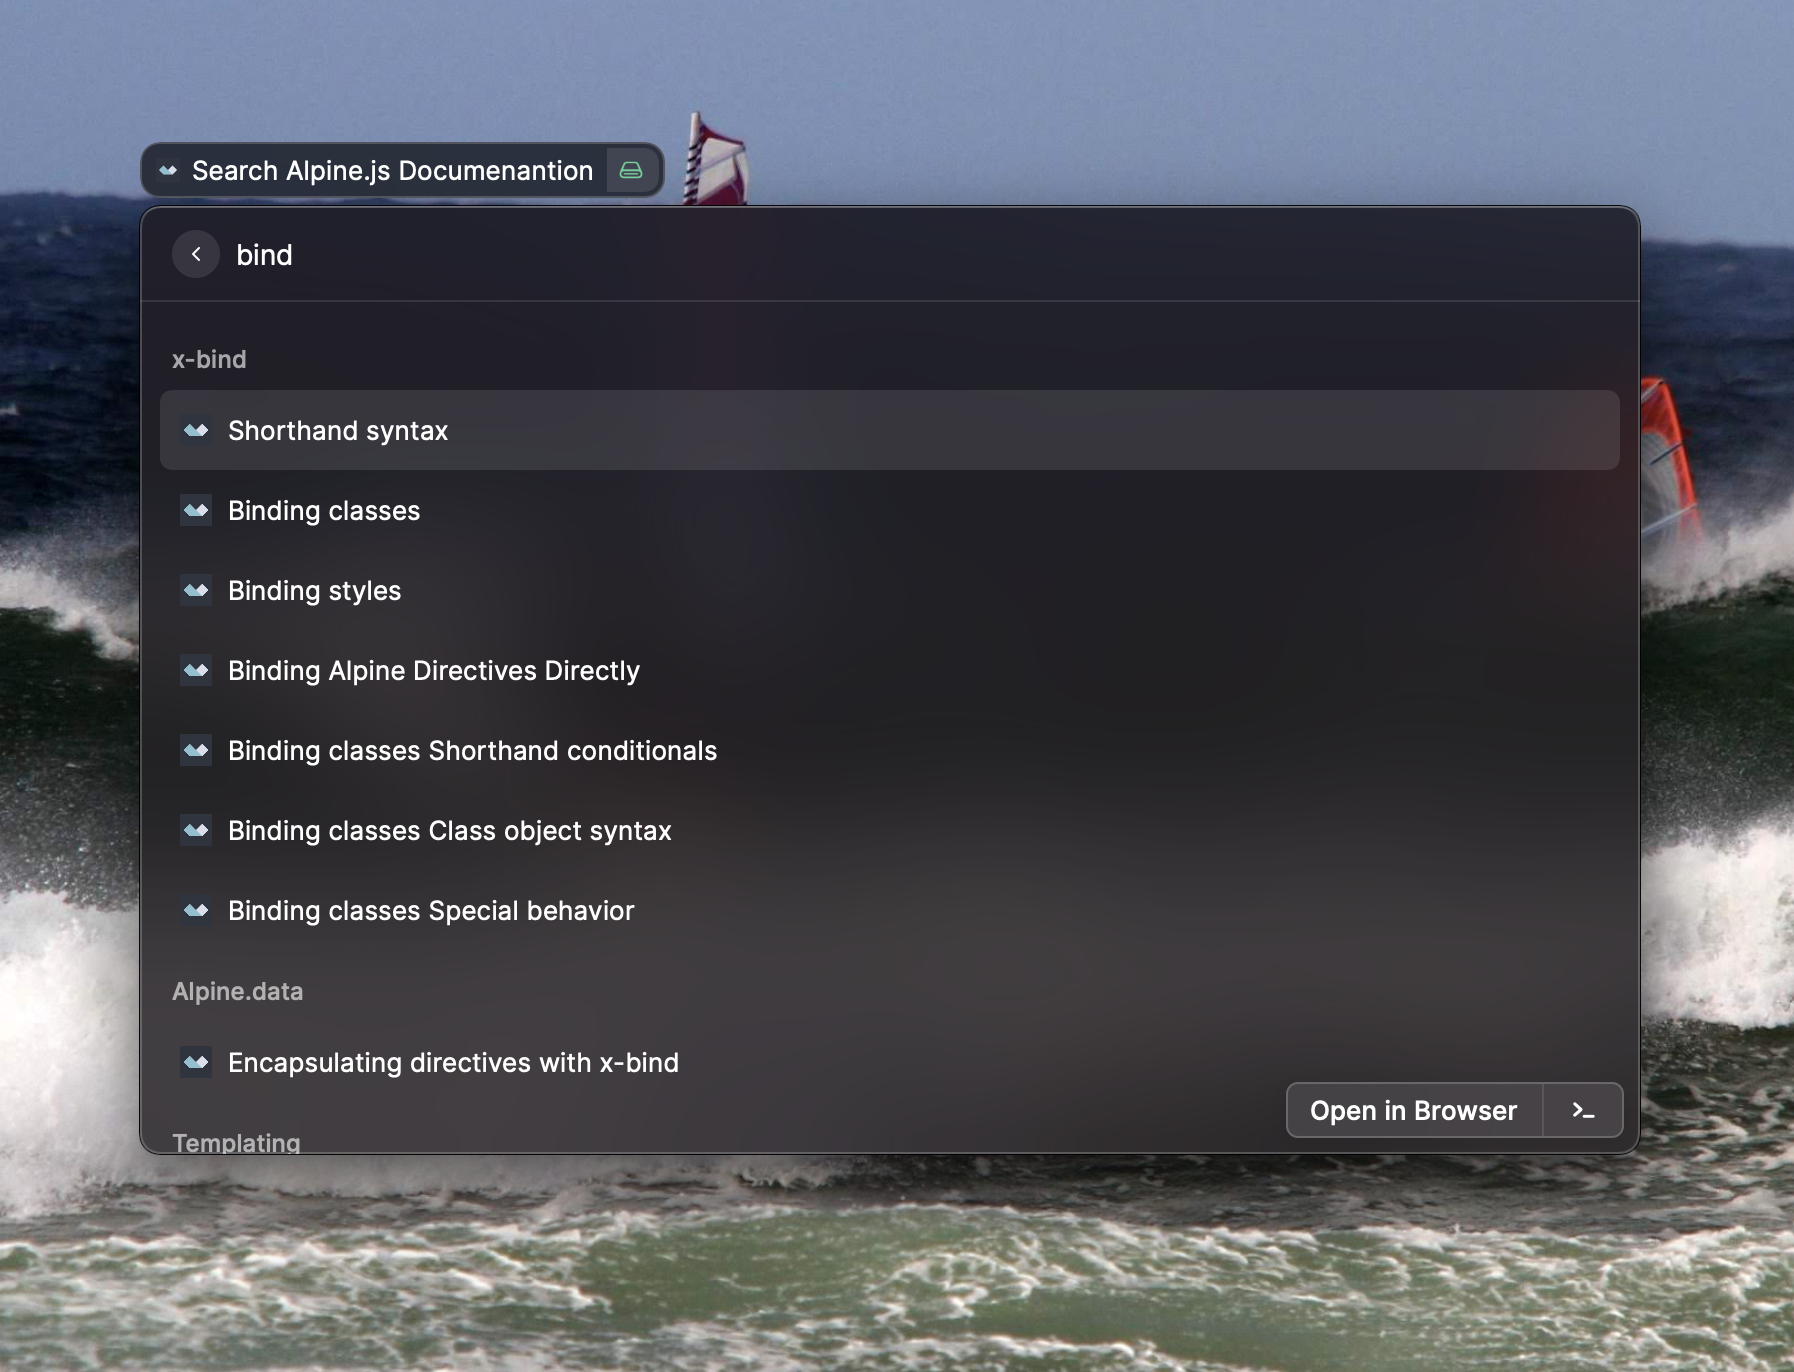 Search Alpine.js Documenantion
bind
x-bind
Shorthand syntax
Binding classes
Binding styles
Binding Alpine Directives Directly
Binding classes Shorthand conditionals
Binding classes Class object syntax
Binding classes Special behavior
Alpine.data
Encapsulating directives with x-bind
Open in Browser
Templating